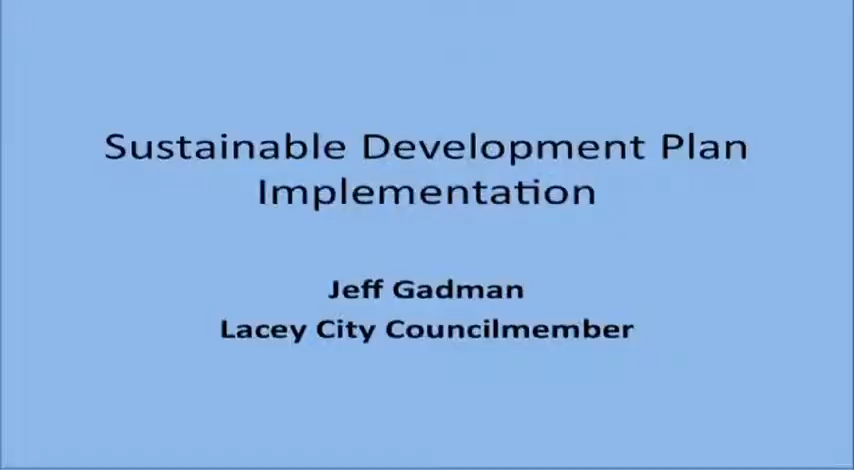 Sustainable Development Plan
Implementation
Jeff Gadman
Lacey City Councilmember